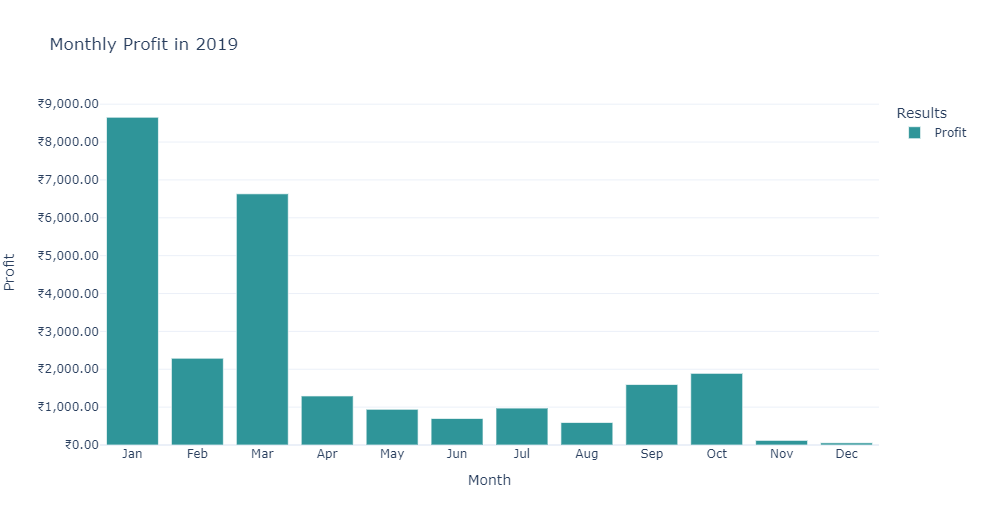 Monthly Profit in 2019
₹9,000.00
₹8,000.00
₹7,000.00
₹6,000.00
₹5,000.00
₹4,000.00
₹3,000.00
₹2,000.00
₹1,000.00
₹0.00
Profit
Jan Feb Mar Apr May Jun Jul Aug Sep Oct Nov Dec
Month
Results
Profit